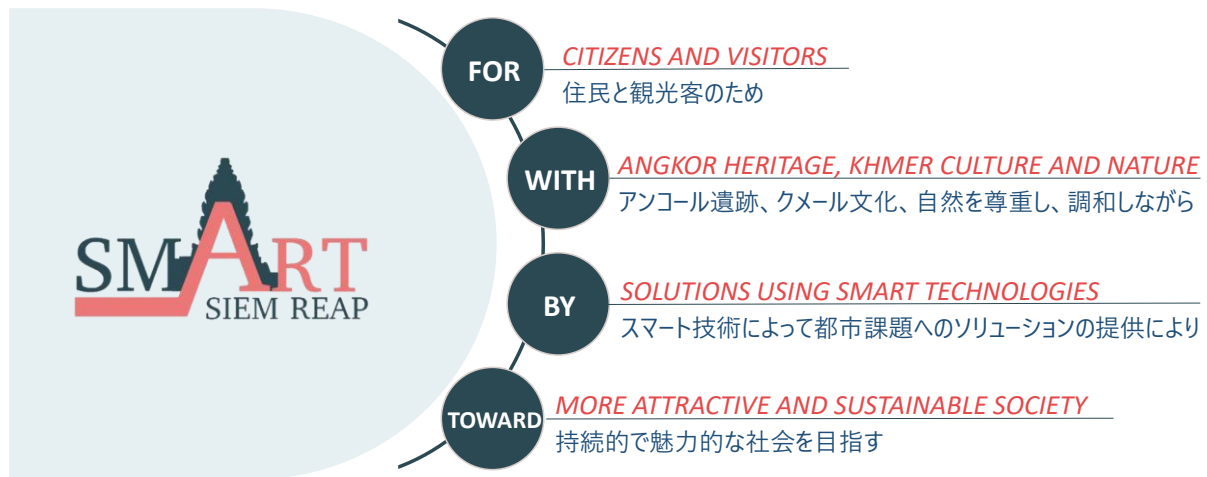 SMART
SIEM REAP
FOR
CITIZENS AND VISITORS
住民と観光客のため
WITH
ANGKOR HERITAGE, KHMER CULTURE AND NATURE
アンコール遺跡、クメール文化、自然を尊重し、調和しながら
BY
SOLUTIONS USING SMART TECHNOLOGIES
スマート技術によって都市課題へのソリューションの提供により
TOWARD
MORE ATTRACTIVE AND SUSTAINABLE SOCIETY
持続的で魅力的な社会を目指す